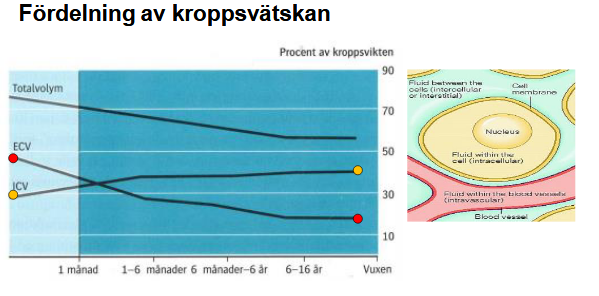 Fördelning av kroppsvätskan
Procent av kroppsvikten
90
70
50
30
10
Totalvolym
ECV
ICV
1 månad
1–6 månader
6 månader–6 år
6–16 år
Vuxen
Fluid between the
cells (intercellular
or interstitial)
Cell
membrane
Nucleus
Fluid within the
cell (intracellular)
Fluid within the blood vessels
(intravascular)
Blood vessel